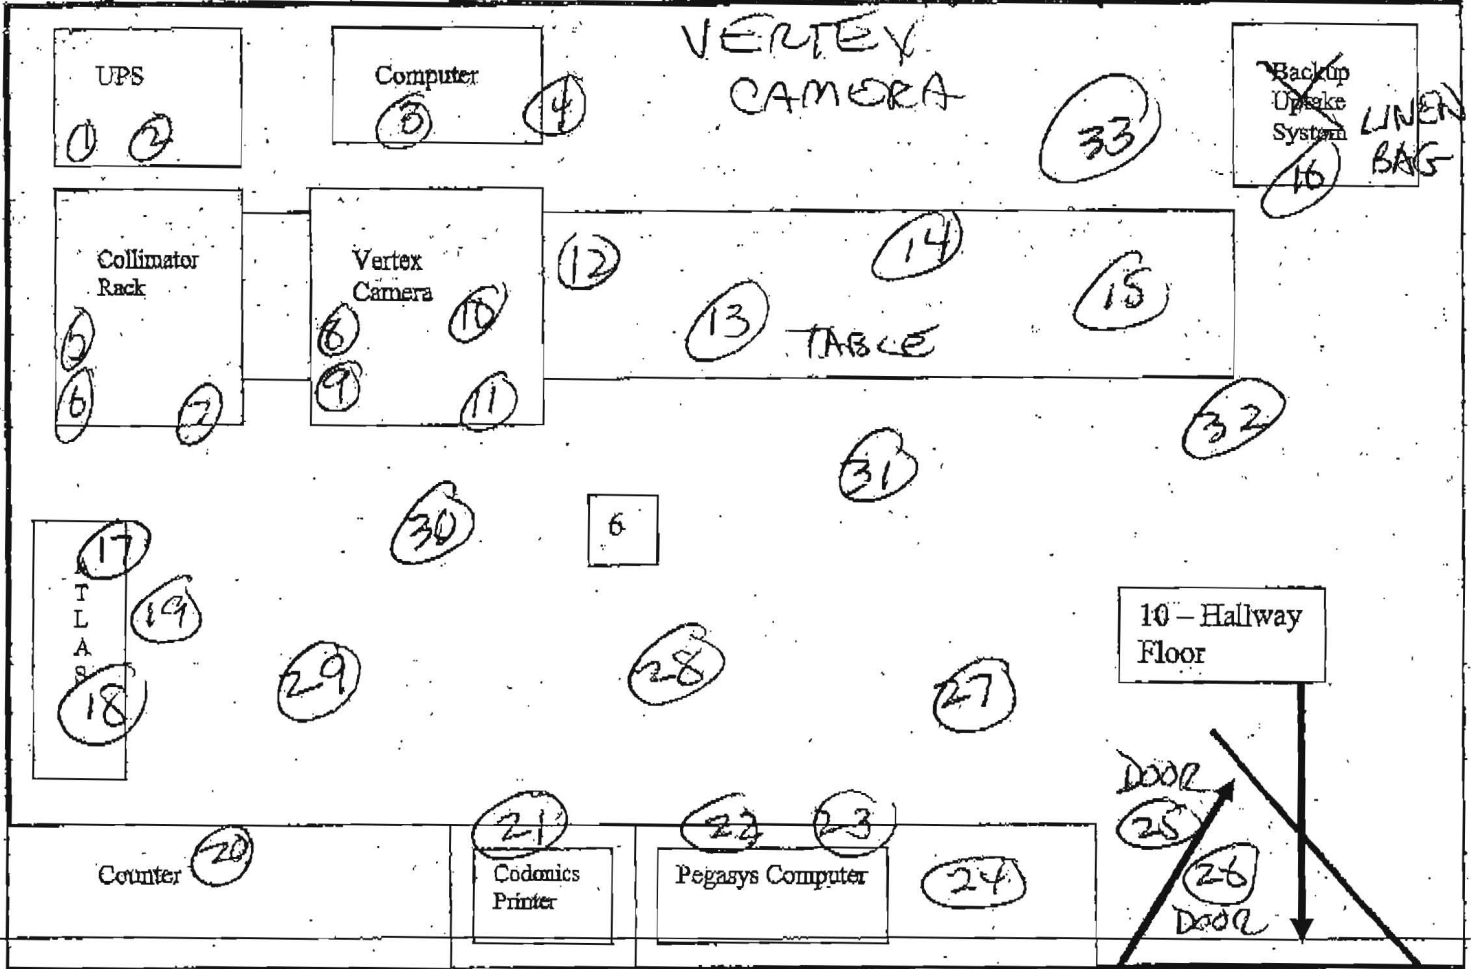 VERTEX
CAMERA
UPS
1
2
Computer
3
4
33
Backup
Uptake
System
LINEN
BAG
16
Collimator
Rack
5
6
7
Vertex
Camera
8
9
10
11
12
13
14
15
TABLE
32
31
30
6
17
ATLAS
18
19
29
28
27
10 – Hallway
Floor
DOOR
25
26
DOOR
Counter
20
21
Codonics
Printer
22
23
Pegasys Computer
24